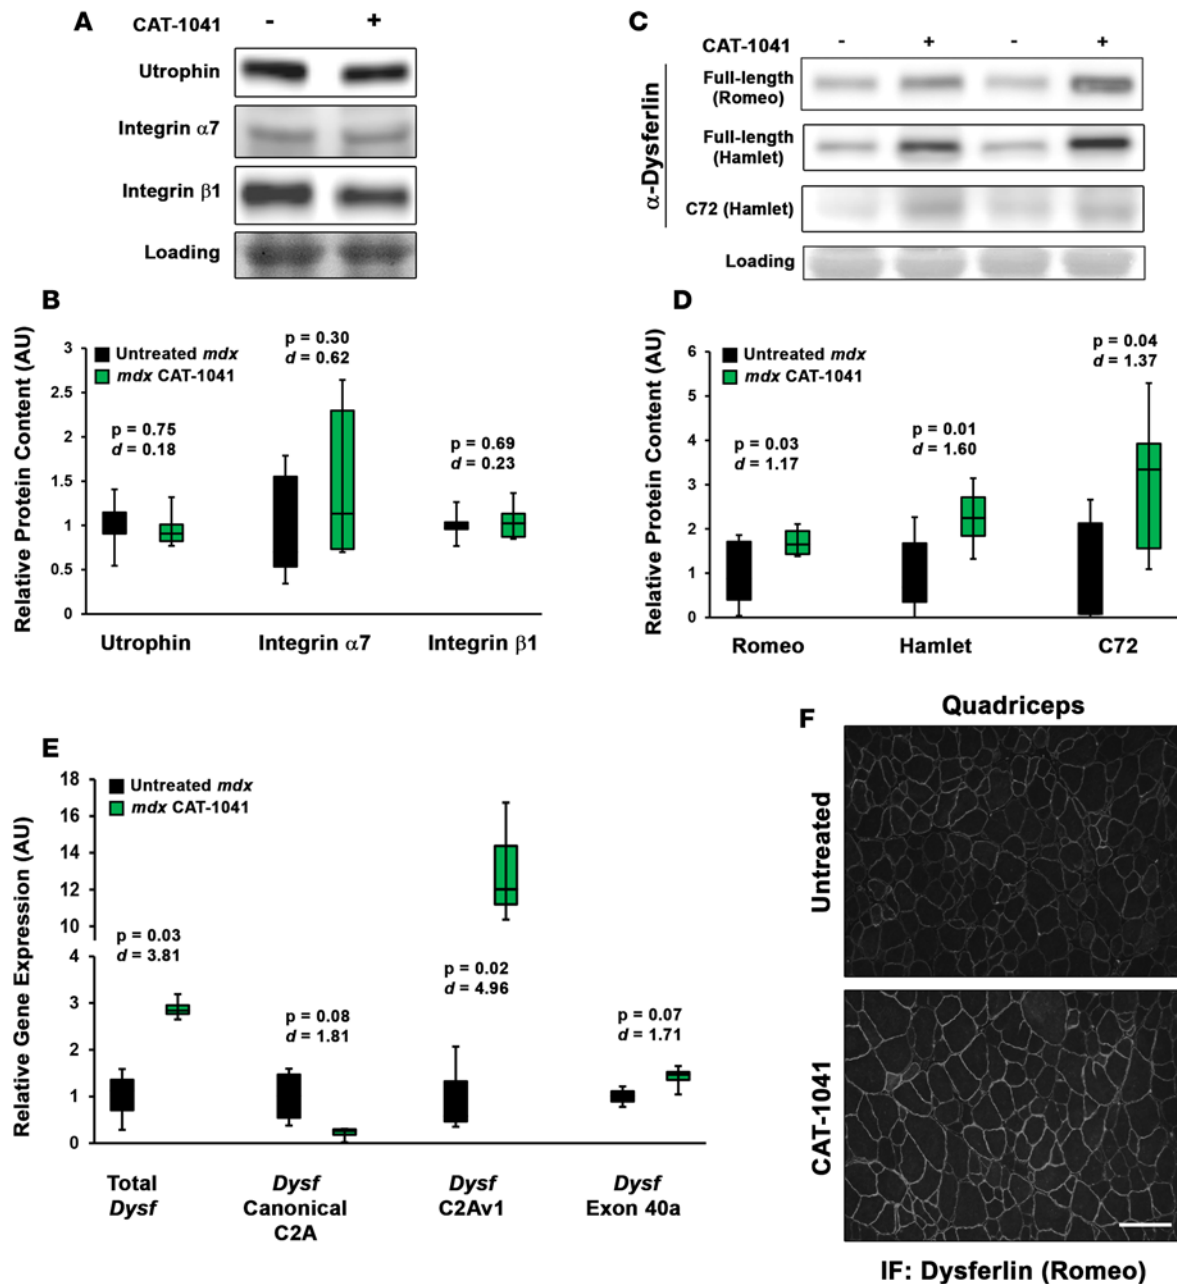 A
CAT-1041 - +
Utrophin
Integrin α7
Integrin β1
Loading
B
Relative Protein Content (AU)
3
2.5
2
1.5
1
0.5
0
Untreated mdx
mdx CAT-1041
p = 0.75
d = 0.18
p = 0.30
d = 0.62
p = 0.69
d = 0.23
Utrophin Integrin α7 Integrin β1
C
CAT-1041 - + - +
α-Dysferlin
Full-length
(Romeo)
Full-length
(Hamlet)
C72 (Hamlet)
Loading
D
Relative Protein Content (AU)
6
5
4
3
2
1
0
Untreated mdx
mdx CAT-1041
p = 0.03
d = 1.17
p = 0.01
d = 1.60
p = 0.04
d = 1.37
Romeo Hamlet C72
E
Relative Gene Expression (AU)
18
16
14
12
10
4
3
2
1
0
Untreated mdx
mdx CAT-1041
p = 0.03
d = 3.81
p = 0.08
d = 1.81
p = 0.02
d = 4.96
p = 0.07
d = 1.71
Total
Dysf
Dysf
Canonical
C2A
Dysf
C2Av1
Dysf
Exon 40a
F
Quadriceps
Untreated
CAT-1041
IF: Dysferlin (Romeo)